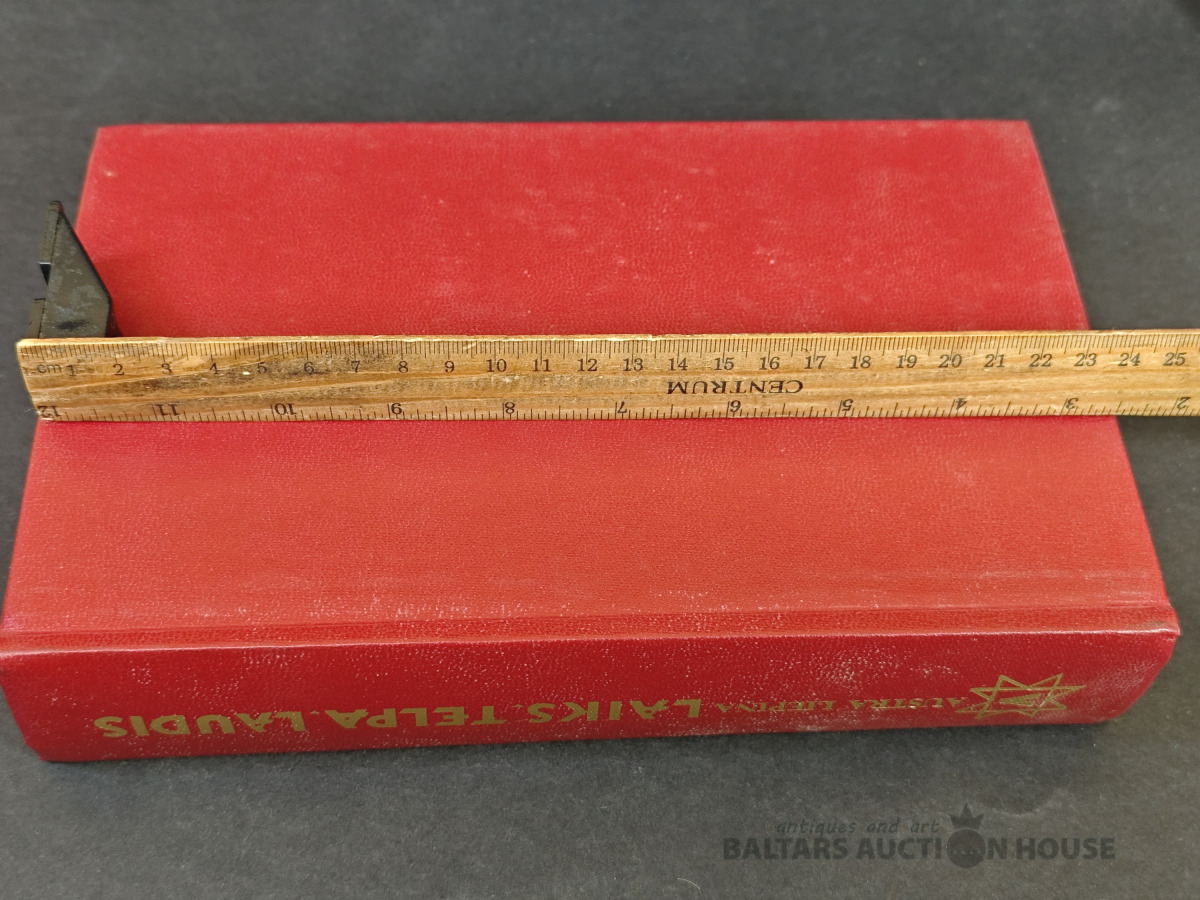 cm 1 2 3 4 5 6 7 8 9 10 11 12 13 14 15 16 17 18 19 20 21 22 23 24 25
CENTRUM
12 11 10 9 8 7 6 5 4 3 2
AUSTRA LIEPIŅA LAIKS, TELPA, ĻAUDIS
antiques and art
BALTARS AUCTION HOUSE